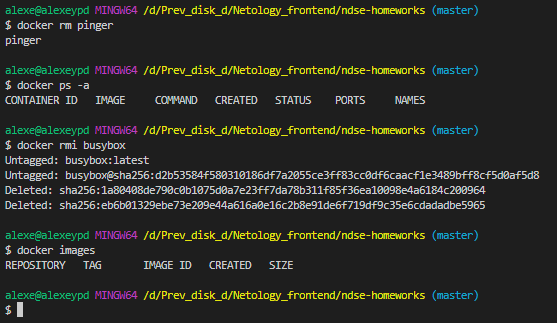 alexe@alexeypd MINGW64 /d/Prev_disk_d/Netology_frontend/ndse-homeworks (master)
$ docker rm pinger
pinger
alexe@alexeypd MINGW64 /d/Prev_disk_d/Netology_frontend/ndse-homeworks (master)
$ docker ps -a
CONTAINER ID   IMAGE     COMMAND   CREATED   STATUS    PORTS     NAMES
alexe@alexeypd MINGW64 /d/Prev_disk_d/Netology_frontend/ndse-homeworks (master)
$ docker rmi busybox
Untagged: busybox:latest
Untagged: busybox@sha256:d2b53584f580310186df7a2055ce3ff83cc0df6caacf1e3489bff8cf5d0af5d8
Deleted: sha256:1a80408de790c0b1075d0a7e23ff7da78b311f85f36ea10098e4a6184c200964
Deleted: sha256:eb6b01329ebe73e209e44a616a0e16c2b8e91de6f719df9c35e6cdadadbe5965
alexe@alexeypd MINGW64 /d/Prev_disk_d/Netology_frontend/ndse-homeworks (master)
$ docker images
REPOSITORY   TAG       IMAGE ID   CREATED   SIZE
alexe@alexeypd MINGW64 /d/Prev_disk_d/Netology_frontend/ndse-homeworks (master)
$